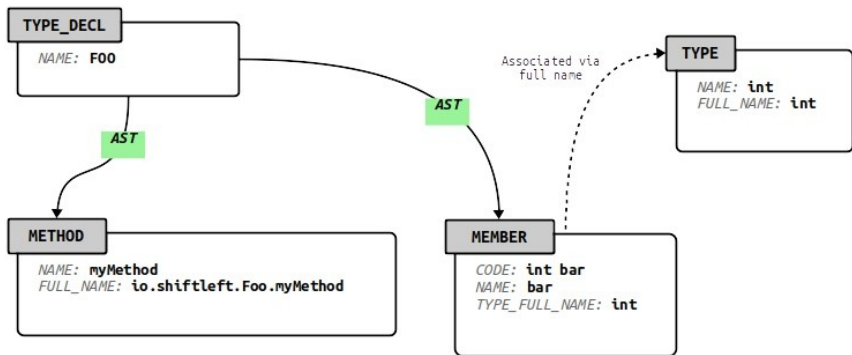 TYPE_DECL
NAME: FOO
Associated via
full name
TYPE
NAME: int
FULL_NAME: int
AST
AST
METHOD
NAME: myMethod
FULL_NAME: io.shiftleft.Foo.myMethod
MEMBER
CODE: int bar
NAME: bar
TYPE_FULL_NAME: int